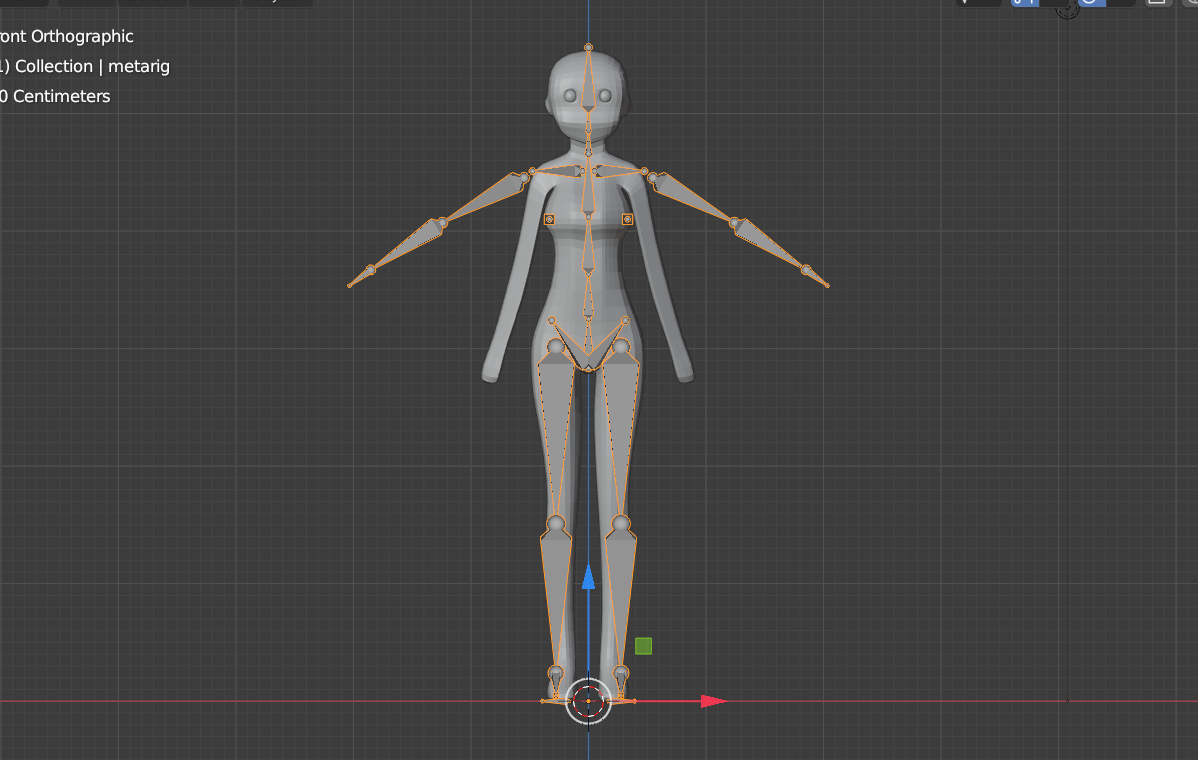 ont Orthographic
1) Collection | metarig
0 Centimeters